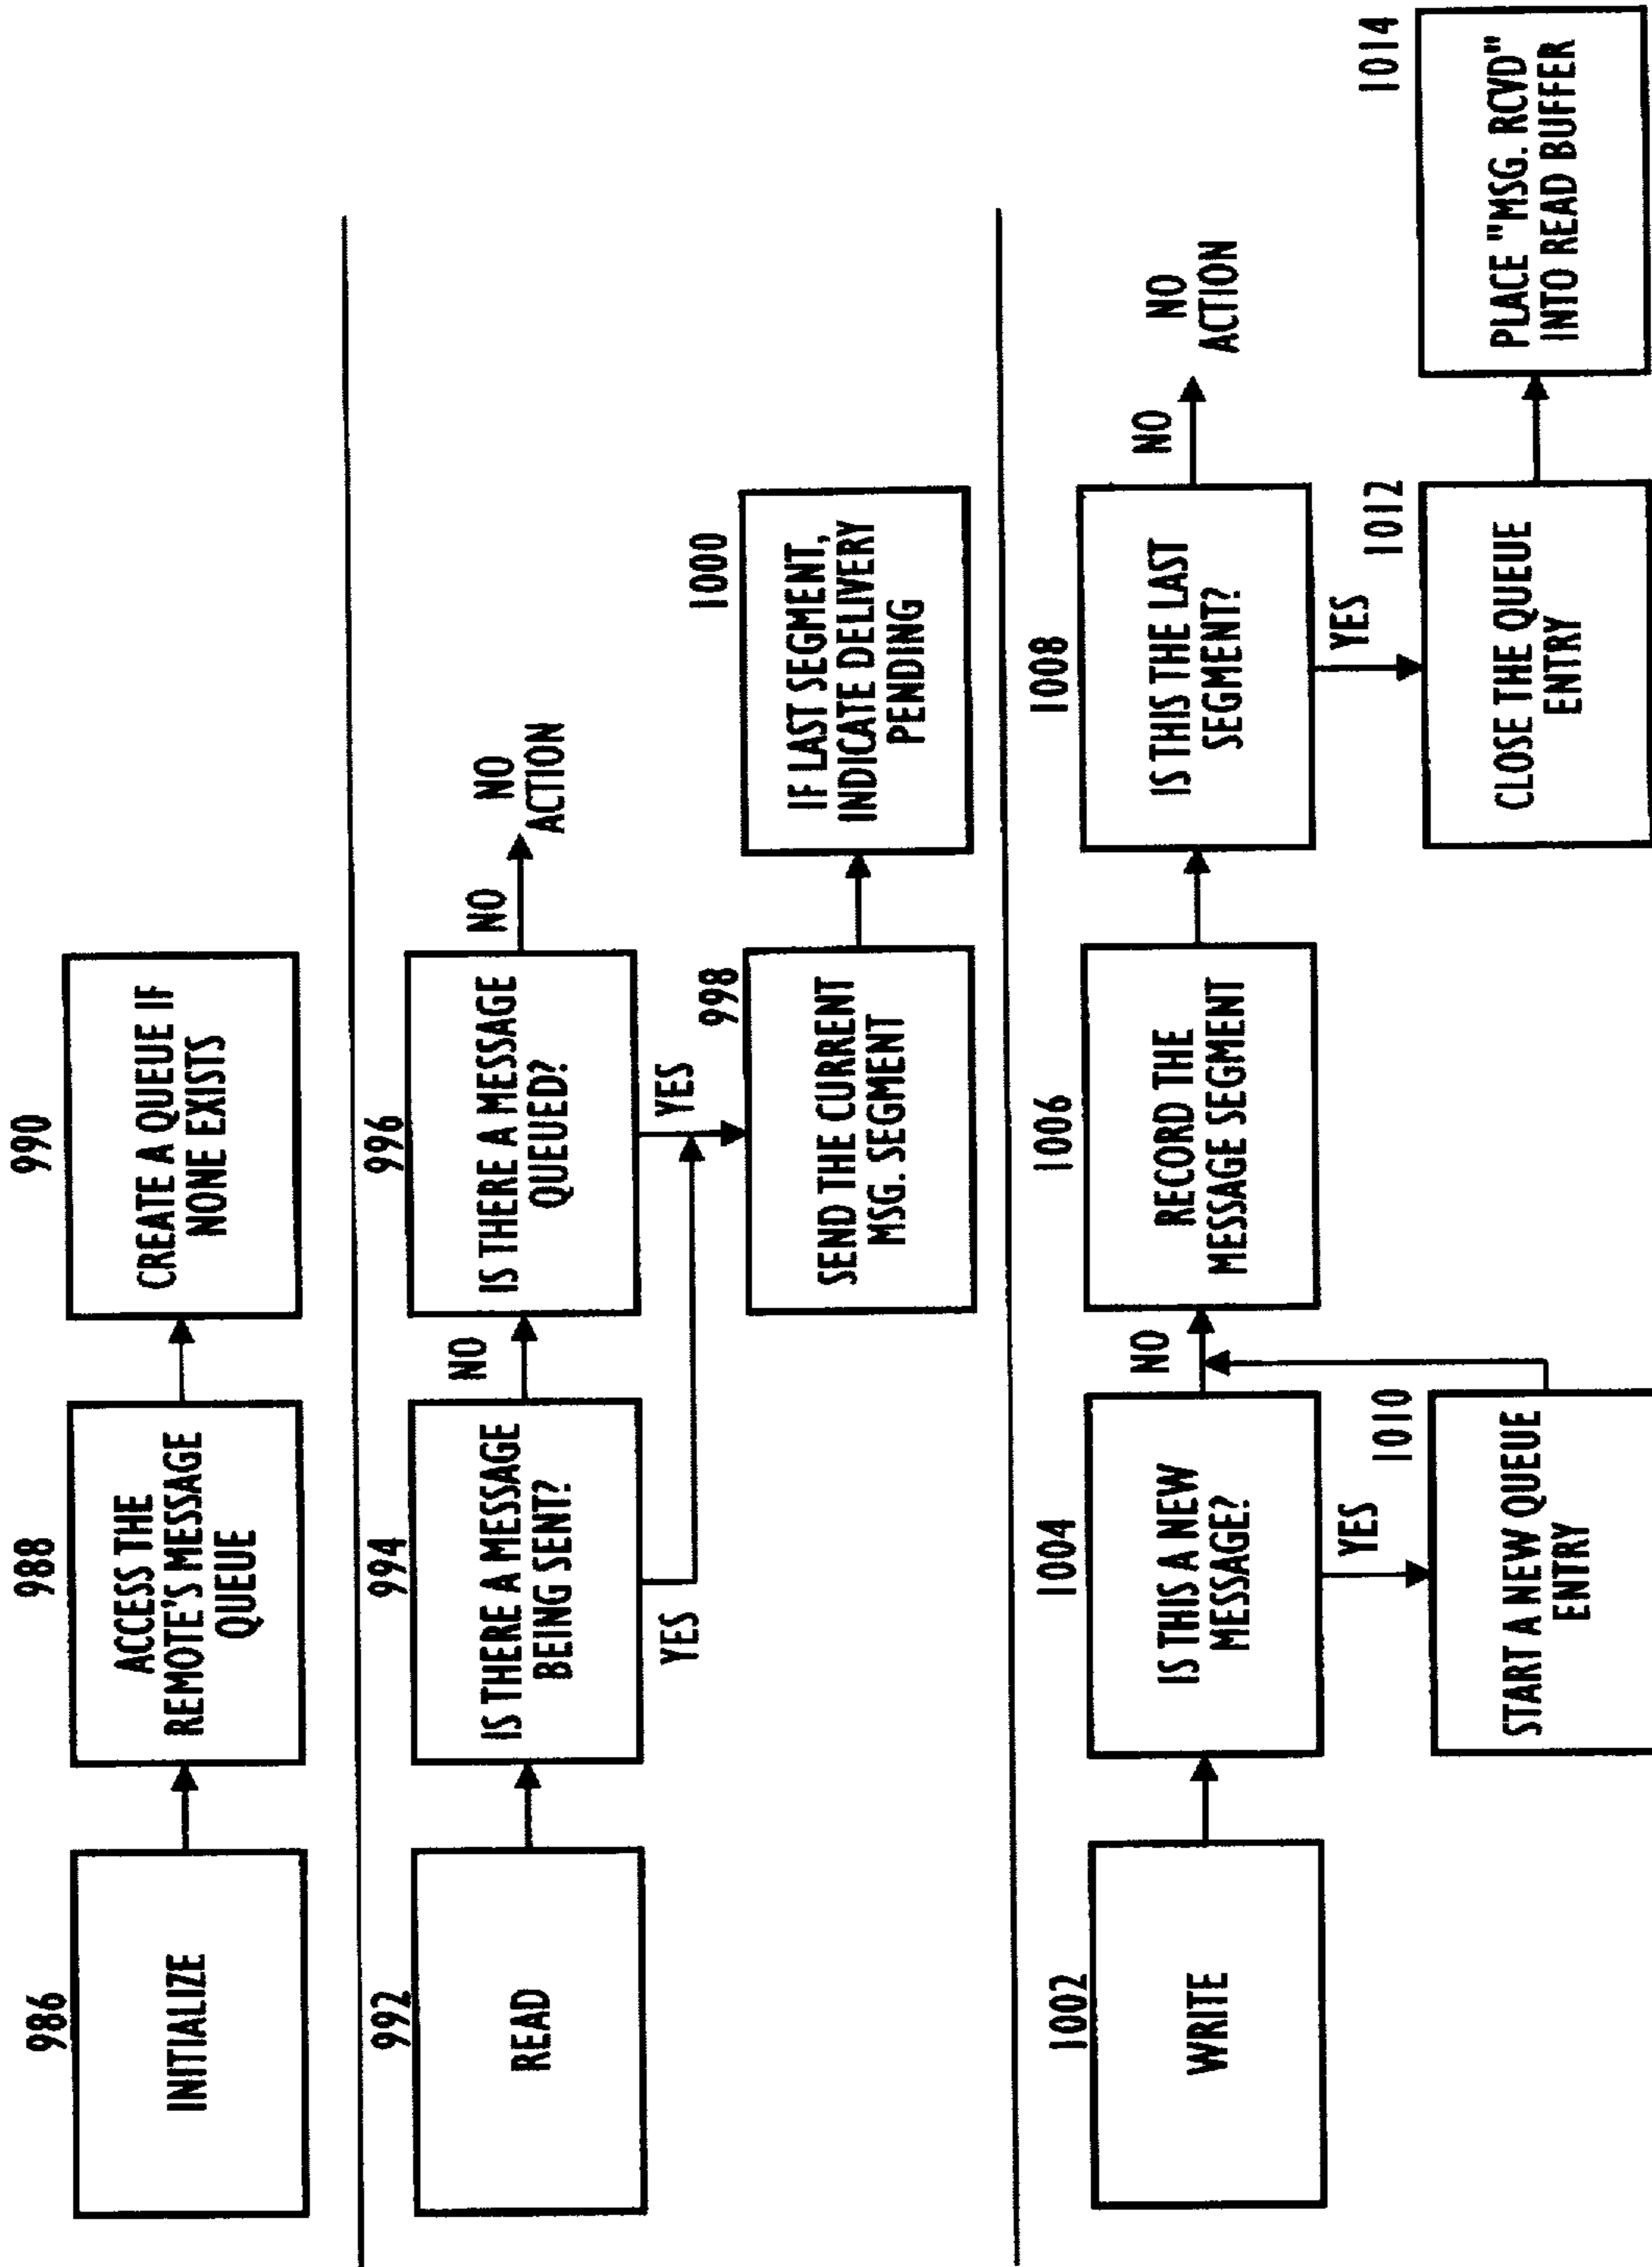 986
INITIALIZE
988
ACCESS THE
REMOTE'S MESSAGE
QUEUE
990
CREATE A QUEUE IF
NONE EXISTS
992
READ
994
IS THERE A MESSAGE
BEING SENT?
NO
YES
996
IS THERE A MESSAGE
QUEUED?
NO
NO
ACTION
YES
998
SEND THE CURRENT
MSG. SEGMENT
1000
IF LAST SEGMENT,
INDICATE DELIVERY
PENDING
1002
WRITE
1004
IS THIS A NEW
MESSAGE?
NO
YES
1010
START A NEW QUEUE
ENTRY
1006
RECORD THE
MESSAGE SEGMENT
1008
IS THIS THE LAST
SEGMENT?
NO
NO
ACTION
YES
1012
CLOSE THE QUEUE
ENTRY
1014
PLACE "MSG. RCVD"
INTO READ BUFFER